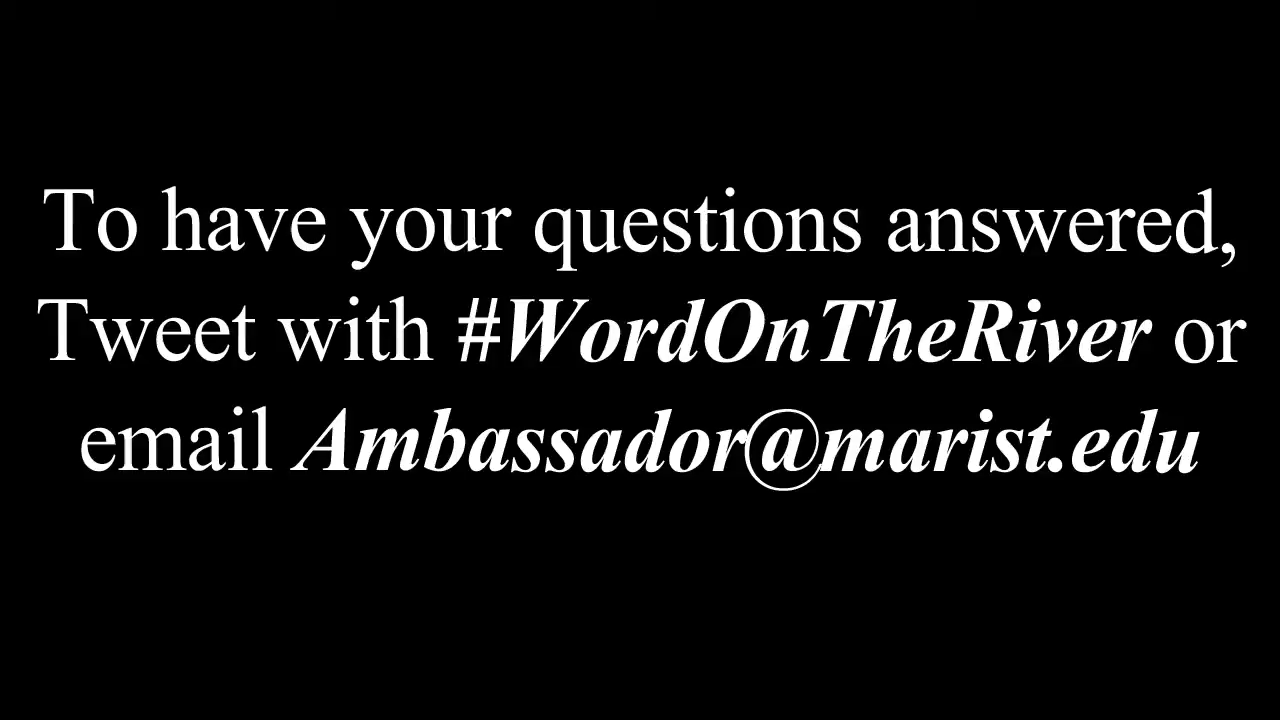 To have your questions answered,
Tweet with #WordOnTheRiver or
email Ambassador@marist.edu